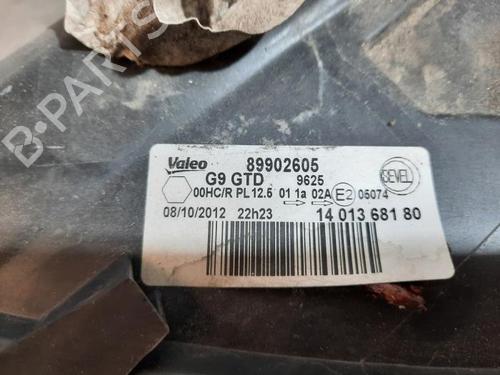 Valeo 89902605
G9 GTD 9625 SEVEL
00HC/R PL12.5 01 1a 02A E2 05074
08/10/2012 22h23 14 013 681 80
B-PARTS